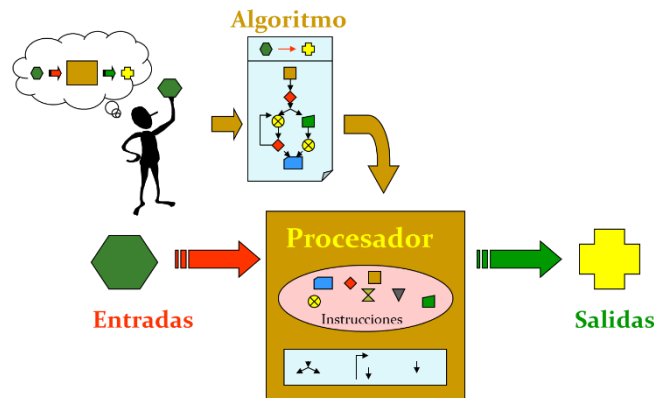 Algoritmo
Procesador
Instrucciones
Entradas
Salidas